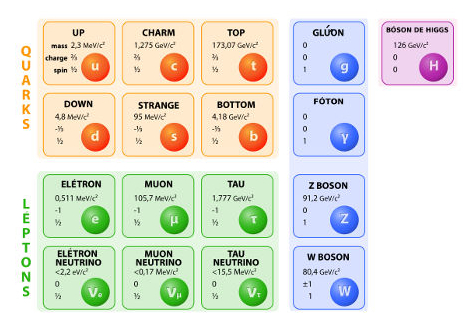 QUARKS
UP
mass 2,3 MeV/c²
charge ⅔
spin ½
u
CHARM
1,275 GeV/c²
⅔
½
c
TOP
173,07 GeV/c²
⅔
½
t
GLÚON
0
0
1
g
BÓSON DE HIGGS
126 GeV/c²
0
0
H
DOWN
4,8 MeV/c²
-⅓
½
d
STRANGE
95 MeV/c²
-⅓
½
s
BOTTOM
4,18 GeV/c²
-⅓
½
b
FÓTON
0
0
1
γ
LÉPTONS
ELÉTRON
0,511 MeV/c²
-1
½
e
MUON
105,7 MeV/c²
-1
½
μ
TAU
1,777 GeV/c²
-1
½
τ
Z BOSON
91,2 GeV/c²
0
1
Z
ELÉTRON
NEUTRINO
<2,2 eV/c²
0
½
νe
MUON
NEUTRINO
<0,17 MeV/c²
0
½
νμ
TAU
NEUTRINO
<15,5 MeV/c²
0
½
ντ
W BOSON
80,4 GeV/c²
±1
1
W